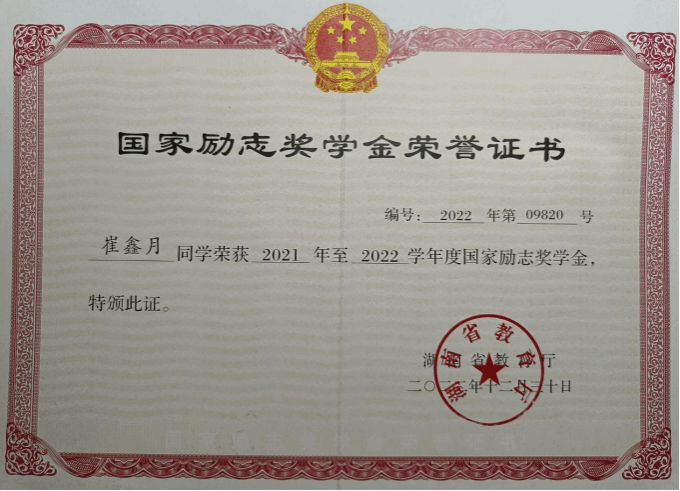 国家励志奖学金荣誉证书
编号: 2022 年第 09820 号
崔鑫月 同学荣获 2021 年至 2022 学年度国家励志奖学金,
特颁此证。
湖南省教育厅
二〇二二年十二月三十日
湖南省教育厅